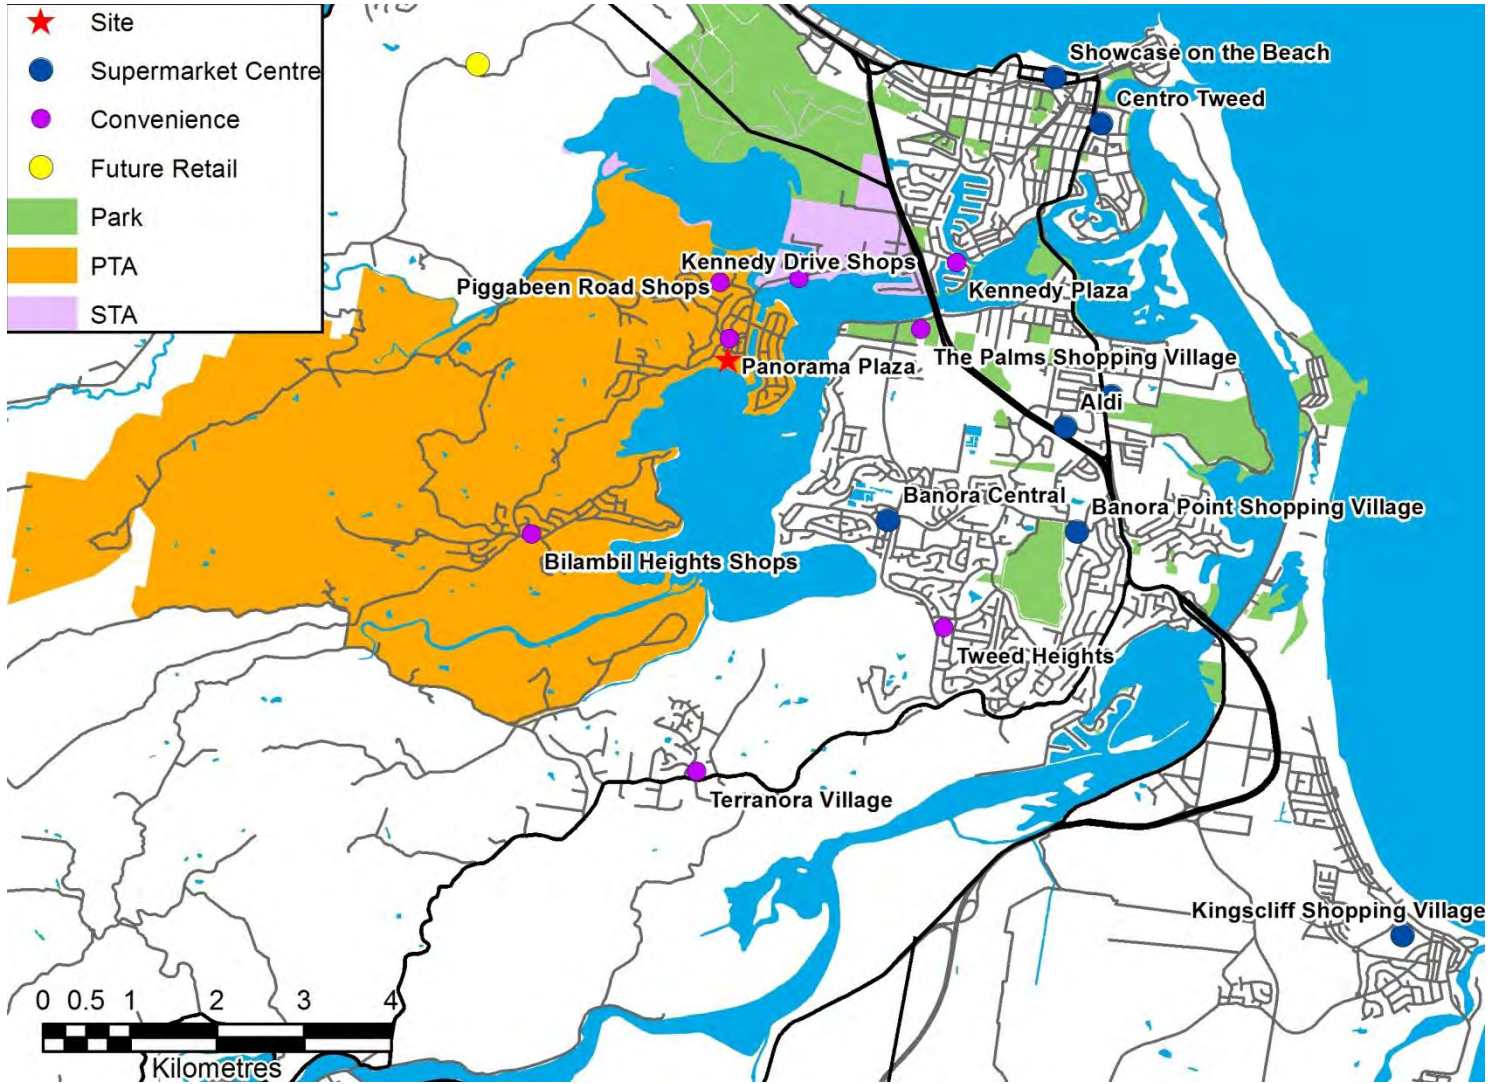 Site
Supermarket Centre
Convenience
Future Retail
Park
PTA
STA
Showcase on the Beach
Centro Tweed
Kennedy Drive Shops
Piggabeen Road Shops
Kennedy Plaza
The Palms Shopping Village
Panorama Plaza
Aldi
Banora Central
Banora Point Shopping Village
Bilambil Heights Shops
Tweed Heights
Terranora Village
Kingscliff Shopping Village
0 0.5 1 2 3 4
Kilometres